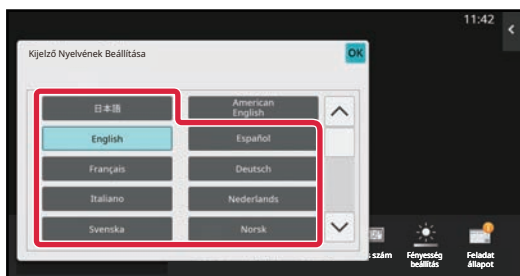 11:42
Kijelző Nyelvének Beállítása
OK
日本語
American
English
English
Español
Français
Deutsch
Italiano
Nederlands
Svenska
Norsk
szám
Fényesség
beállítás
Feladat
állapot